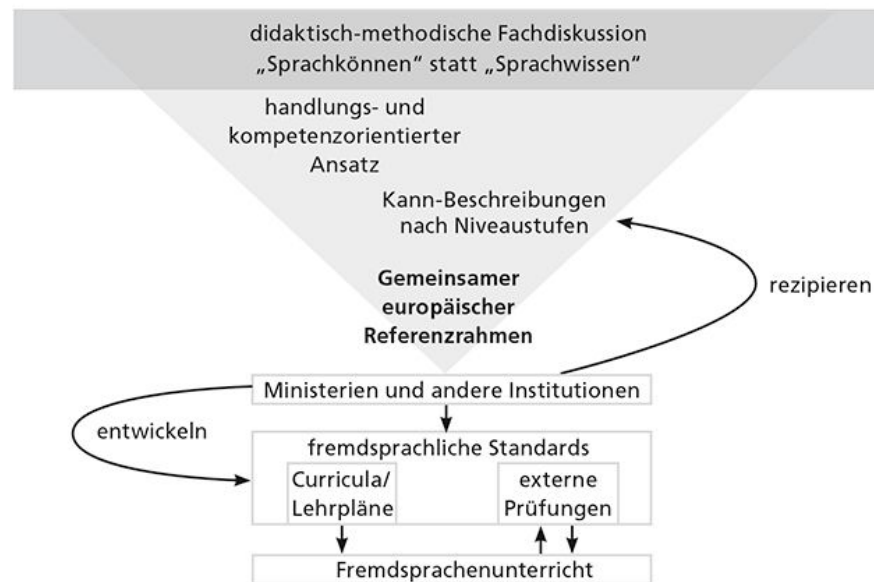 didaktisch-methodische Fachdiskussion
„Sprachkönnen“ statt „Sprachwissen“
handlungs- und
kompetenzorientierter
Ansatz
Kann-Beschreibungen
nach Niveaustufen
Gemeinsamer
europäischer
Referenzrahmen
rezipieren
Ministerien und andere Institutionen
entwickeln
fremdsprachliche Standards
Curricula/
Lehrpläne
externe
Prüfungen
Fremdsprachenunterricht